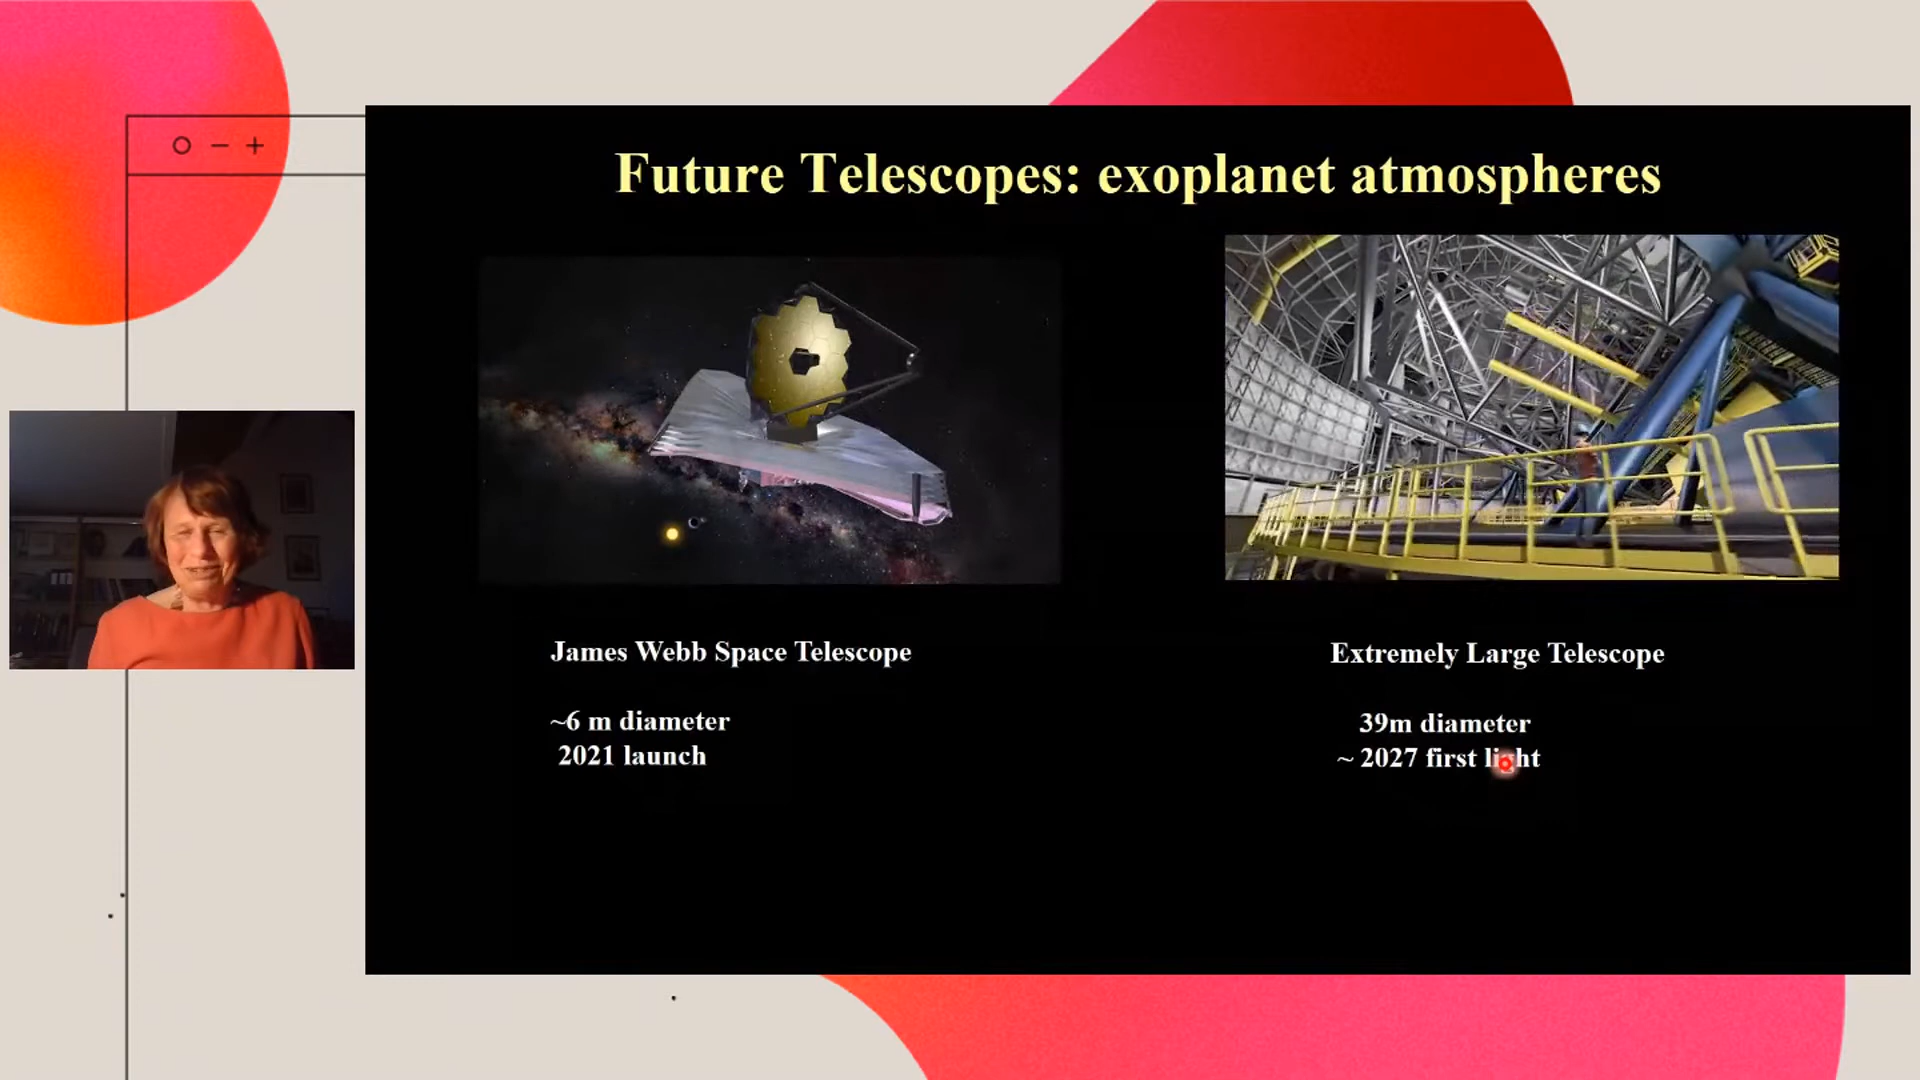 Future Telescopes: exoplanet atmospheres
James Webb Space Telescope
~6 m diameter
2021 launch
Extremely Large Telescope
39m diameter
~ 2027 first light